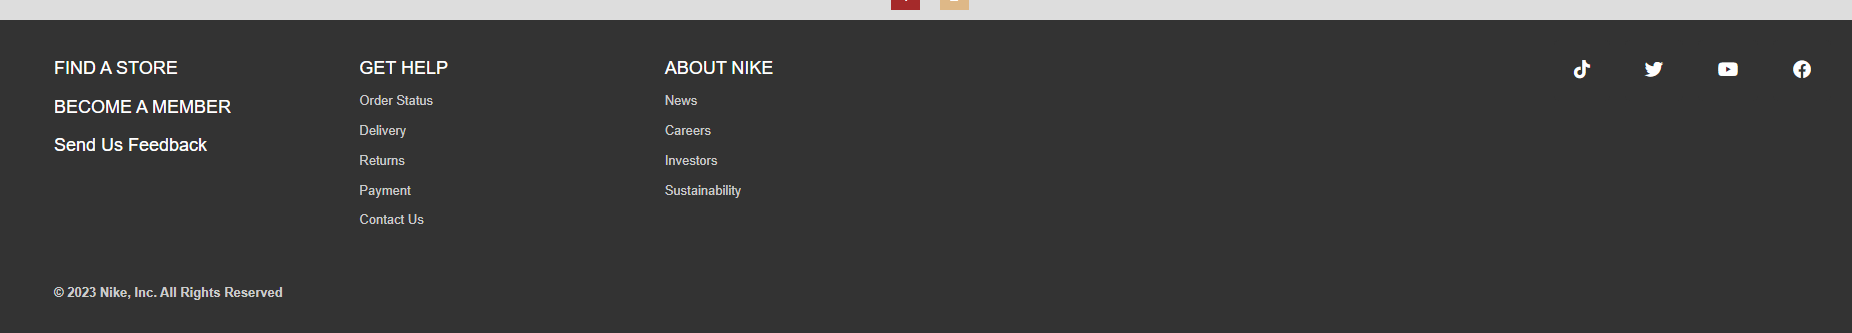 FIND A STORE
BECOME A MEMBER
Send Us Feedback
GET HELP
Order Status
Delivery
Returns
Payment
Contact Us
ABOUT NIKE
News
Careers
Investors
Sustainability
© 2023 Nike, Inc. All Rights Reserved